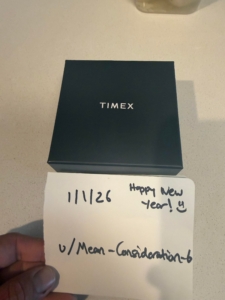 TIMEX
1/1/26 Happy New
Year! :)
u/Mean-Consideration-6